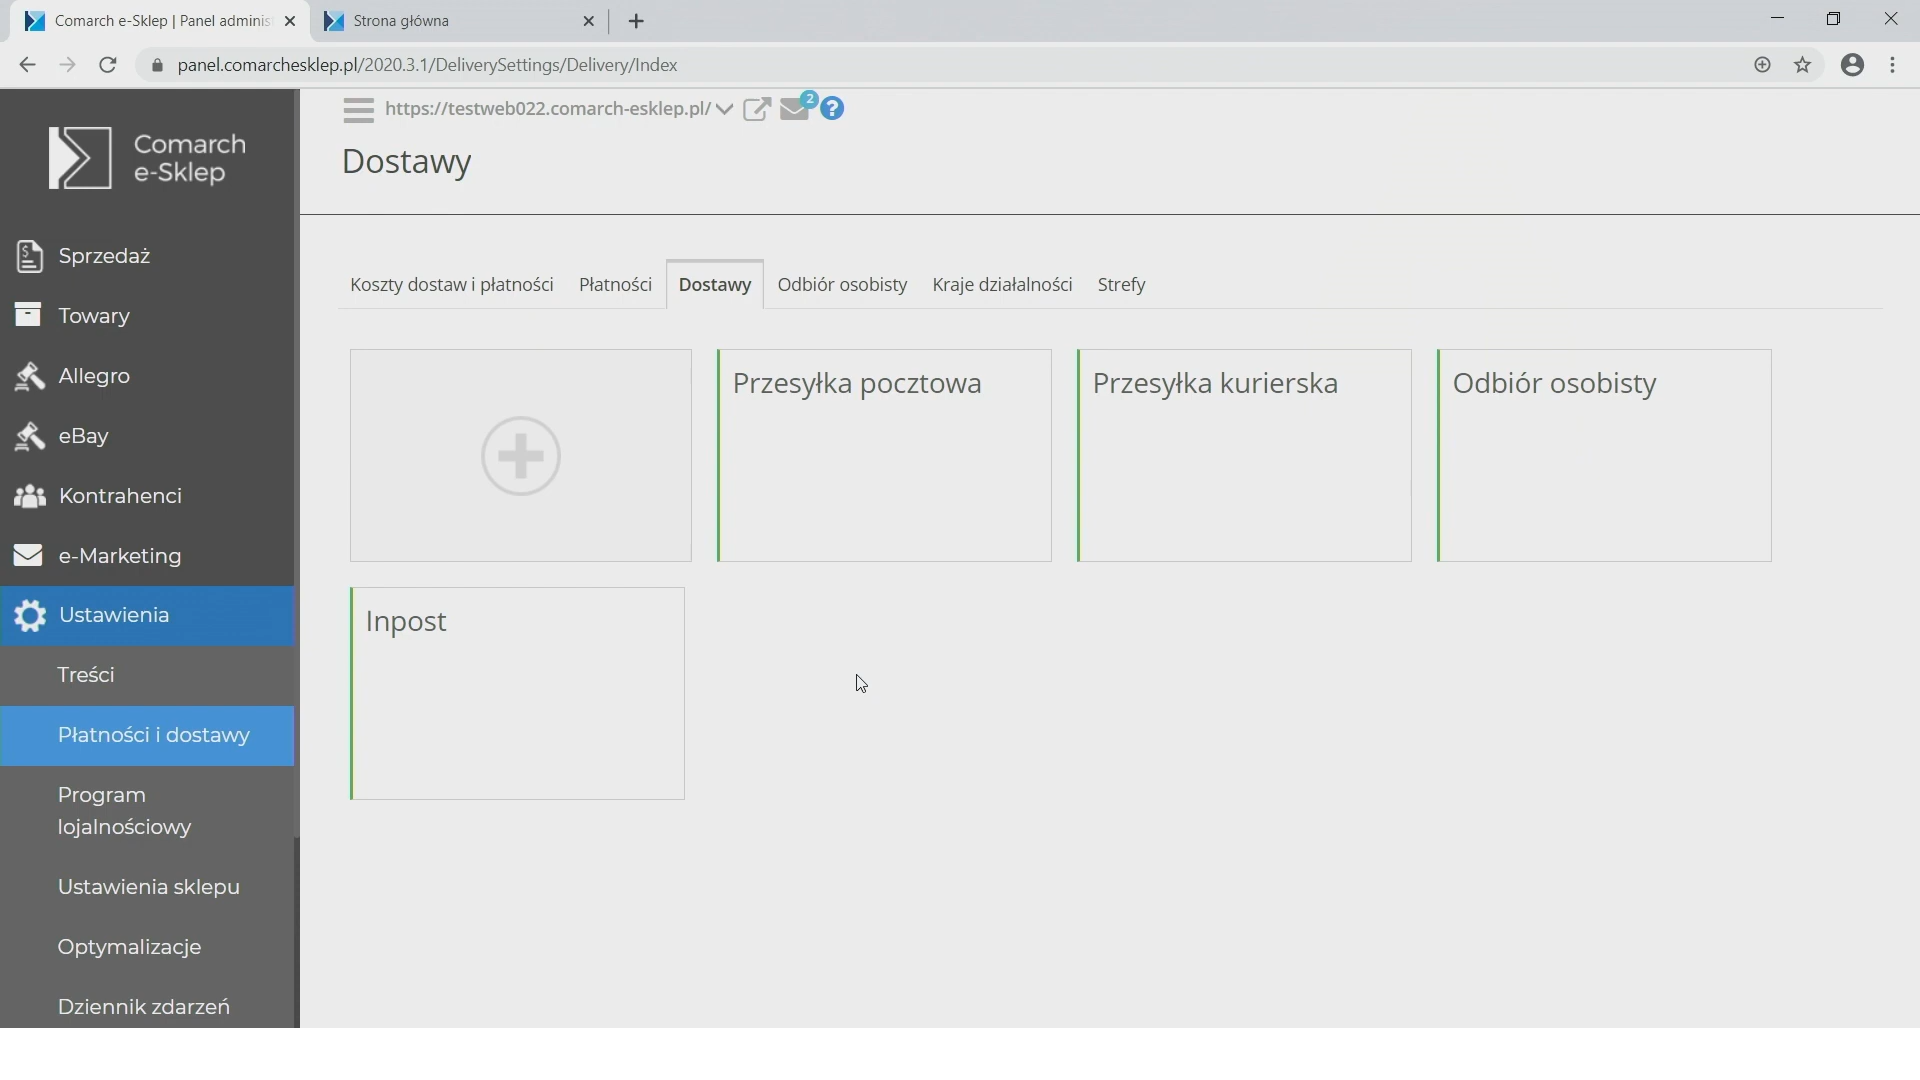 Comarch e-Sklep | Panel adminis
Strona główna
panel.comarchesklep.pl/2020.3.1/DeliverySettings/Delivery/Index
https://testweb022.comarch-esklep.pl/
2
?
Comarch
e-Sklep
Dostawy
Sprzedaż
Towary
Allegro
eBay
Kontrahenci
e-Marketing
Ustawienia
Treści
Płatności i dostawy
Program
lojalnościowy
Ustawienia sklepu
Optymalizacje
Dziennik zdarzeń
Koszty dostaw i płatności Płatności Dostawy Odbiór osobisty Kraje działalności Strefy
Przesyłka pocztowa
Przesyłka kurierska
Odbiór osobisty
Inpost